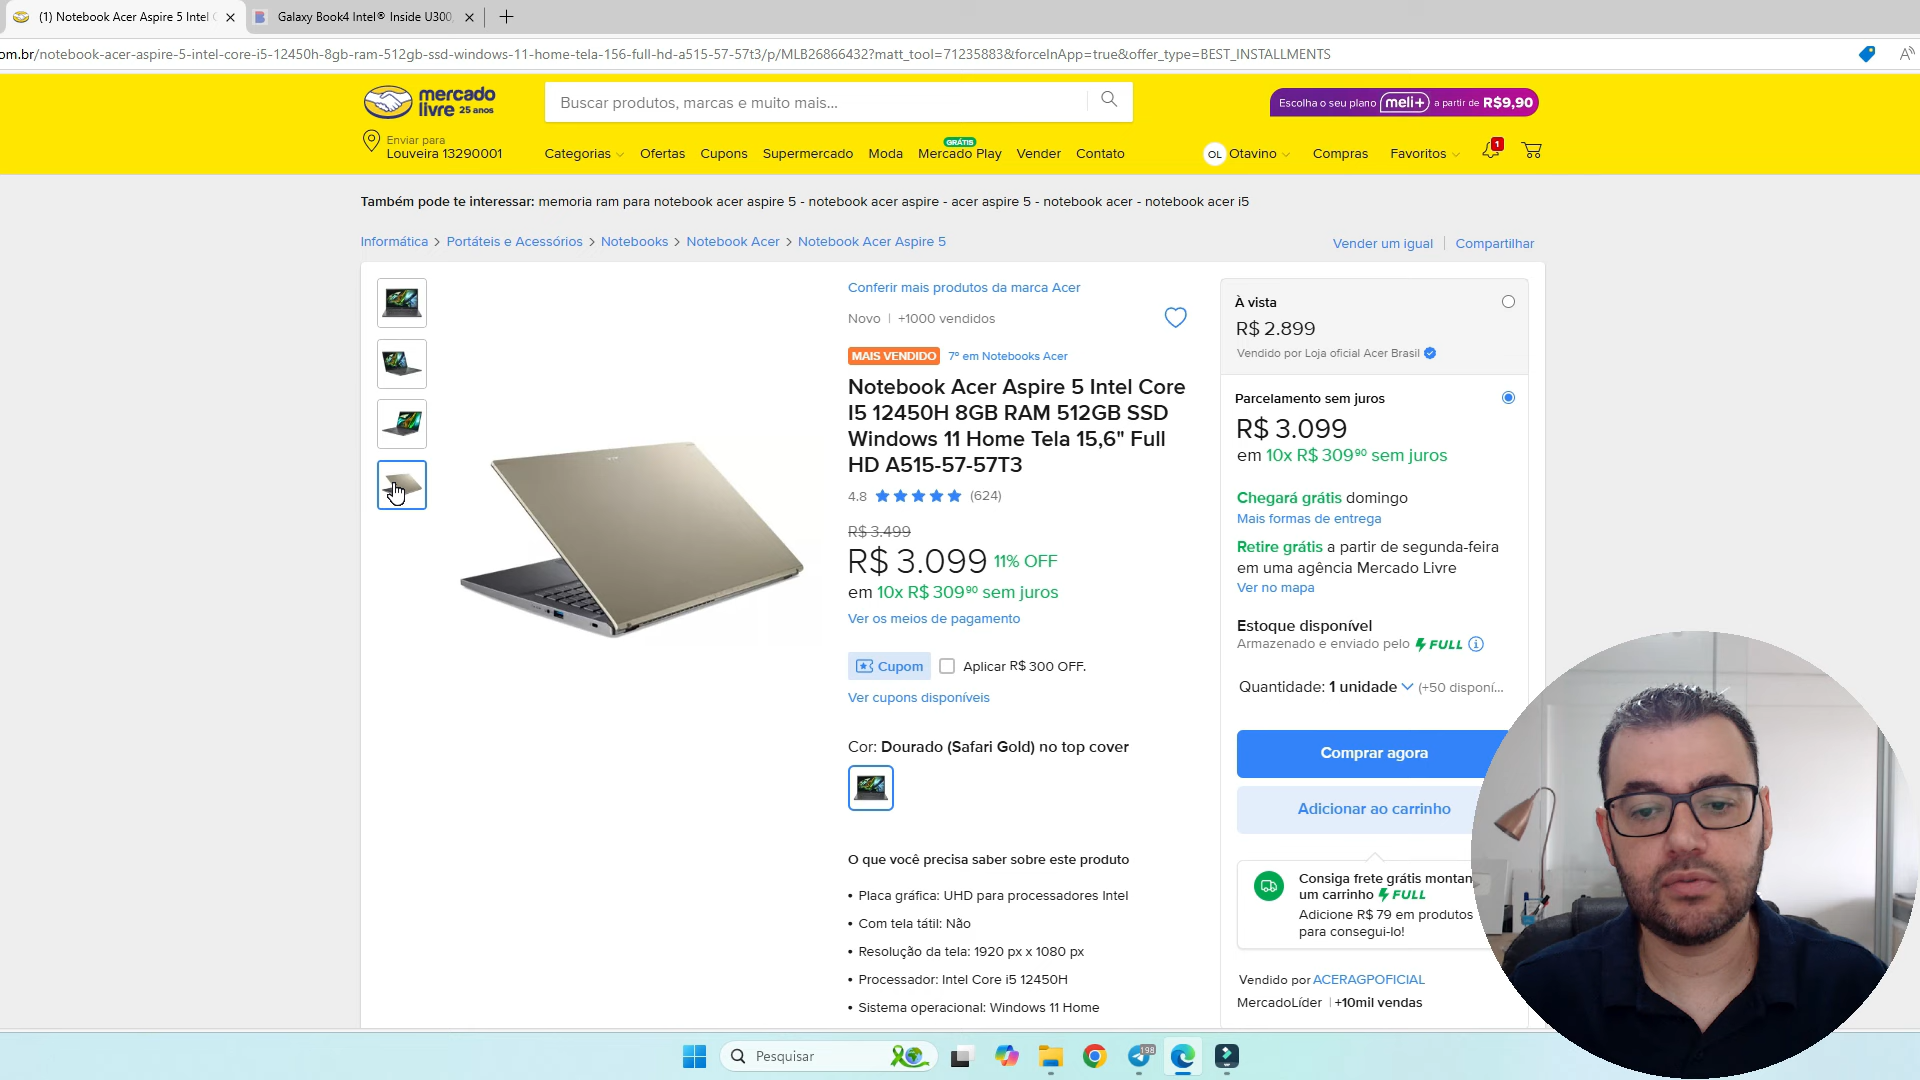 (1) Notebook Acer Aspire 5 Intel C
Galaxy Book4 Intel® Inside U300,
om.br/notebook-acer-aspire-5-intel-core-i5-12450h-8gb-ram-512gb-ssd-windows-11-home-tela-156-full-hd-a515-57-57t3/p/MLB26866432?matt_tool=71235883&forceInApp=true&offer_type=BEST_INSTALLMENTS
mercado
livre 25 anos
Buscar produtos, marcas e muito mais...
Escolha o seu plano meli+ a partir de R$9,90
Enviar para
Louveira 13290001
GRÁTIS
Categorias Ofertas Cupons Supermercado Moda Mercado Play Vender Contato
OL Otavino Compras Favoritos 1
Também pode te interessar: memoria ram para notebook acer aspire 5 - notebook acer aspire - acer aspire 5 - notebook acer - notebook acer i5
Informática > Portáteis e Acessórios > Notebooks > Notebook Acer > Notebook Acer Aspire 5
Vender um igual | Compartilhar
Conferir mais produtos da marca Acer
Novo | +1000 vendidos
MAIS VENDIDO 7º em Notebooks Acer
Notebook Acer Aspire 5 Intel Core
I5 12450H 8GB RAM 512GB SSD
Windows 11 Home Tela 15,6" Full
HD A515-57-57T3
4.8 (624)
R$ 3.499
R$ 3.099 11% OFF
em 10x R$ 309⁹⁰ sem juros
Ver os meios de pagamento
Cupom Aplicar R$ 300 OFF.
Ver cupons disponíveis
Cor: Dourado (Safari Gold) no top cover
O que você precisa saber sobre este produto
• Placa gráfica: UHD para processadores Intel
• Com tela tátil: Não
• Resolução da tela: 1920 px x 1080 px
• Processador: Intel Core i5 12450H
• Sistema operacional: Windows 11 Home
À vista
R$ 2.899
Vendido por Loja oficial Acer Brasil
Parcelamento sem juros
R$ 3.099
em 10x R$ 309⁹⁰ sem juros
Chegará grátis domingo
Mais formas de entrega
Retire grátis a partir de segunda-feira
em uma agência Mercado Livre
Ver no mapa
Estoque disponível
Armazenado e enviado pelo FULL
Quantidade: 1 unidade (+50 disponí...
Comprar agora
Adicionar ao carrinho
Consiga frete grátis montan
um carrinho FULL
Adicione R$ 79 em produtos
para consegui-lo!
Vendido por ACERAGPOFICIAL
MercadoLíder | +10mil vendas
Pesquisar
198